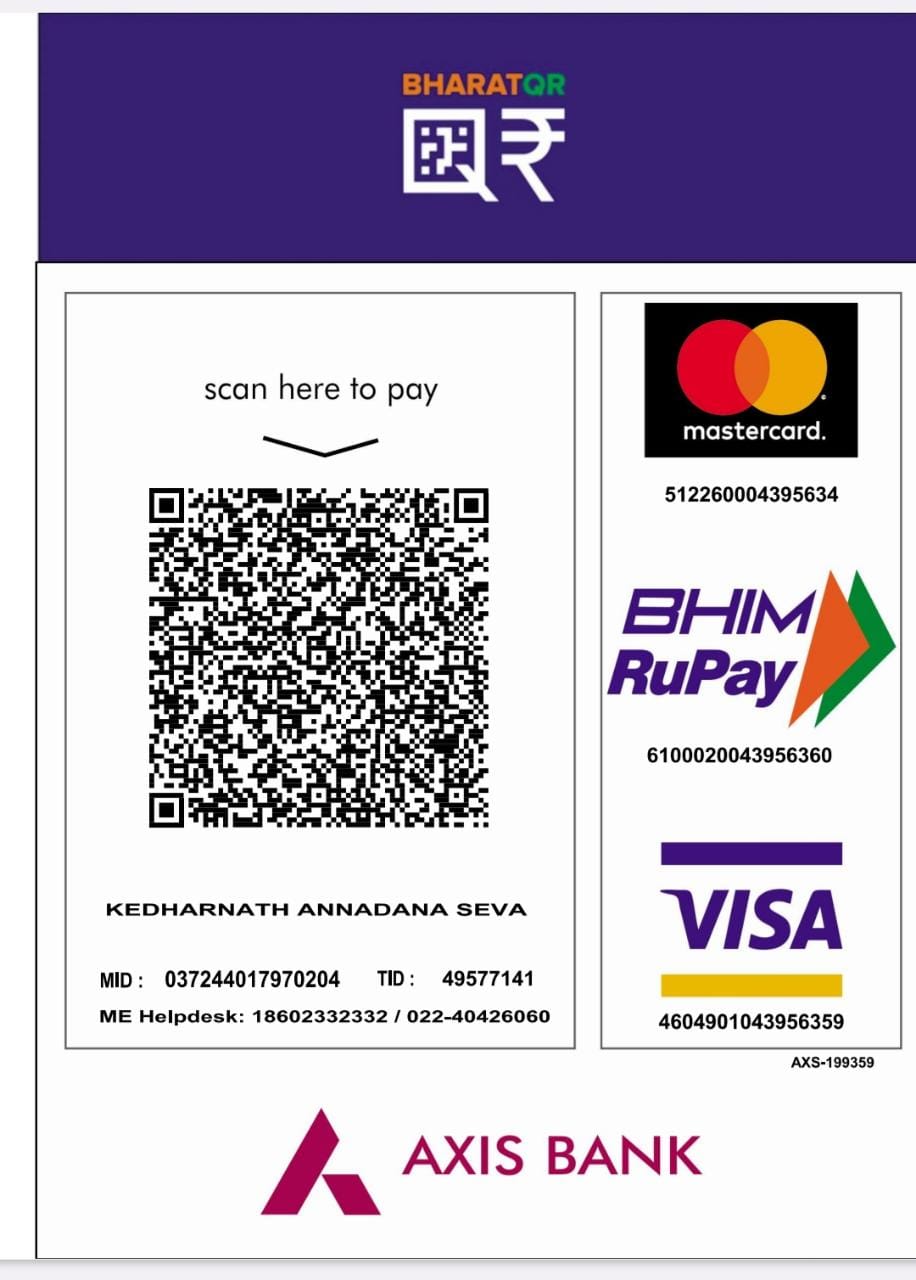 BHARATQR
scan here to pay
KEDHARNATH ANNADANA SEVA
MID : 037244017970204 TID : 49577141
ME Helpdesk: 18602332332 / 022-40426060
mastercard.
512260004395634
BHIM
RuPay
6100020043956360
VISA
4604901043956359
AXS-199359
AXIS BANK